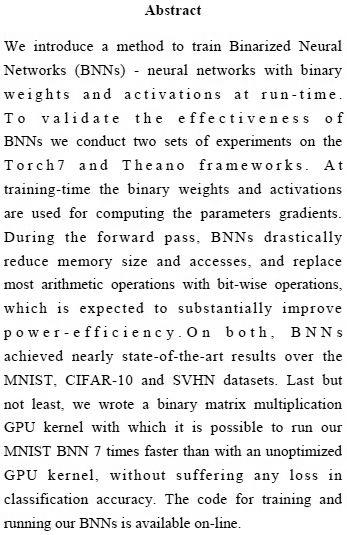 Abstract
We introduce a method to train Binarized Neural
Networks (BNNs) - neural networks with binary
weights and activations at run-time.
To validate the effectiveness of
BNNs we conduct two sets of experiments on the
Torch7 and Theano frameworks. At
training-time the binary weights and activations
are used for computing the parameters gradients.
During the forward pass, BNNs drastically
reduce memory size and accesses, and replace
most arithmetic operations with bit-wise operations,
which is expected to substantially improve
power-efficiency.On both, BNNs
achieved nearly state-of-the-art results over the
MNIST, CIFAR-10 and SVHN datasets. Last but
not least, we wrote a binary matrix multiplication
GPU kernel with which it is possible to run our
MNIST BNN 7 times faster than with an unoptimized
GPU kernel, without suffering any loss in
classification accuracy. The code for training and
running our BNNs is available on-line.